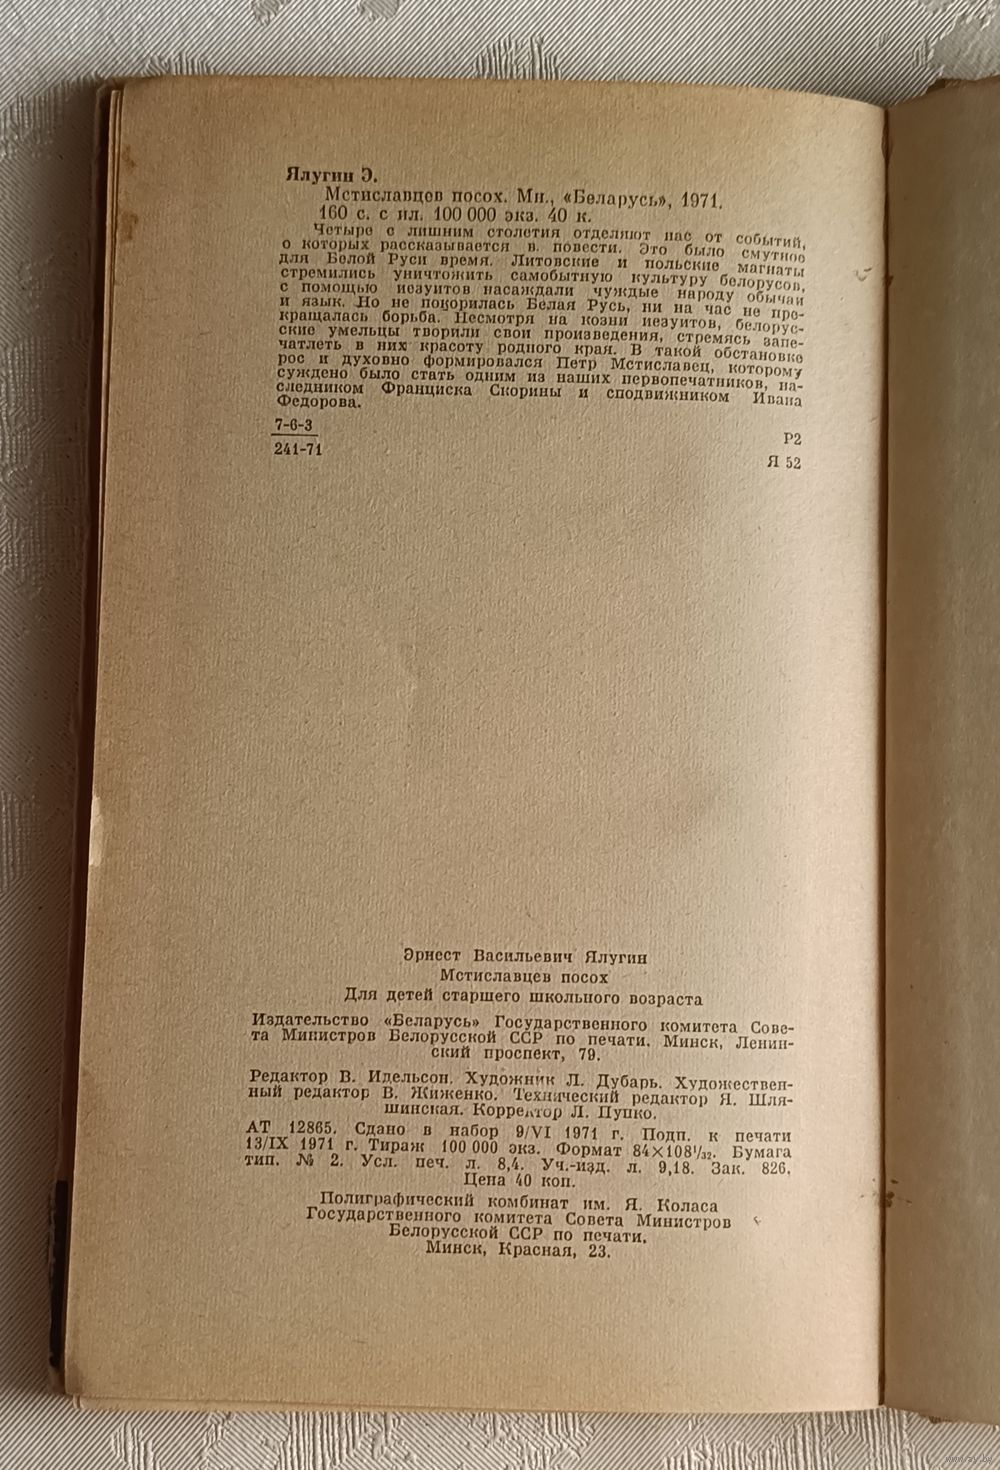 Ялугин Э.
Мстиславцев посох. Мн., «Беларусь», 1971.
160 с. с ил. 100 000 экз. 40 к.
Четыре с лишним столетия отделяют нас от событий,
о которых рассказывается в повести. Это было смутное
для Белой Руси время. Литовские и польские магнаты
стремились уничтожить самобытную культуру белорусов,
с помощью иезуитов насаждали чуждые народу обычаи
и язык. Но не покорилась Белая Русь, ни на час не пре-
кращалась борьба. Несмотря на козни иезуитов, белорус-
ские умельцы творили свои произведения, стремясь запе-
чатлеть в них красоту родного края. В такой обстановке
рос и духовно формировался Петр Мстиславец, которому
суждено было стать одним из наших первопечатников, на-
следником Франциска Скорины и сподвижником Ивана
Федорова.
7-6-3
241-71
Р2
Я 52
Эрнест Васильевич Ялугин
Мстиславцев посох
Для детей старшего школьного возраста
Издательство «Беларусь» Государственного комитета Сове-
та Министров Белорусской ССР по печати. Минск, Ленин-
ский проспект, 79.
Редактор В. Идельсон. Художник Л. Дубарь. Художествен-
ный редактор В. Жиженко. Технический редактор Я. Шля-
шинская. Корректор Л. Пупко.
АТ 12865. Сдано в набор 9/VI 1971 г. Подп. к печати
13/IX 1971 г. Тираж 100 000 экз. Формат 84×108¹/₃₂. Бумага
тип. № 2. Усл. печ. л. 8,4. Уч.-изд. л. 9,18. Зак. 826.
Цена 40 коп.
Полиграфический комбинат им. Я. Коласа
Государственного комитета Совета Министров
Белорусской ССР по печати.
Минск, Красная, 23.
www.ay.by